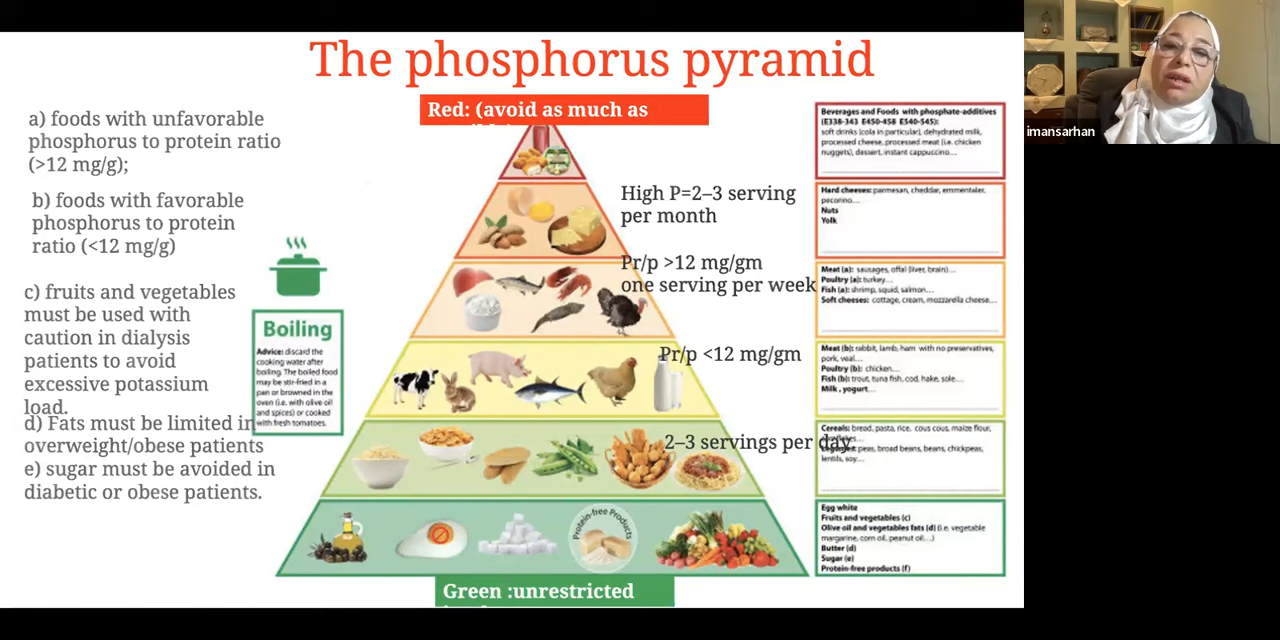 The phosphorus pyramid
Red: (avoid as much as
a) foods with unfavorable
phosphorus to protein ratio
(>12 mg/g);
b) foods with favorable
phosphorus to protein
ratio (<12 mg/g)
c) fruits and vegetables
must be used with
caution in dialysis
patients to avoid
excessive potassium
load.
d) Fats must be limited in
overweight/obese patients
e) sugar must be avoided in
diabetic or obese patients.
Boiling
Advice: discard the
cooking water after
boiling. The boiled food
may be stir-fried in a
pan or browned in the
oven (i.e. with olive oil
and spices) or cooked
with fresh tomatoes.
High P=2–3 serving
per month
Pr/p >12 mg/gm
one serving per week
Pr/p <12 mg/gm
2–3 servings per day
Protein-free Products
Green :unrestricted
Beverages and Foods with phosphate-additives
(E338-343 E450-458 E540-545):
soft drinks (cola in particular), dehydrated milk,
processed cheese, processed meat (i.e. chicken
nuggets), dessert, instant cappuccino...
Hard cheeses: parmesan, cheddar, emmentaler,
pecorino...
Nuts
Yolk
Meat (a): sausages, offal (liver, brain)...
Poultry (a): turkey...
Fish (a): shrimp, squid, salmon...
Soft cheeses: cottage, cream, mozzarella cheese...
Meat (b): rabbit, lamb, ham with no preservatives,
pork, veal...
Poultry (b): chicken...
Fish (b): trout, tuna fish, cod, hake, sole...
Milk, yogurt...
Cereals: bread, pasta, rice, cous cous, maize flour,
peas, broad beans, beans, chickpeas,
lentils, soy...
Egg white
Fruits and vegetables (c)
Olive oil and vegetables fats (d) (i.e. vegetable
margarine, corn oil, peanut oil...)
Butter (d)
Sugar (e)
Protein-free products (f)
imansarhan